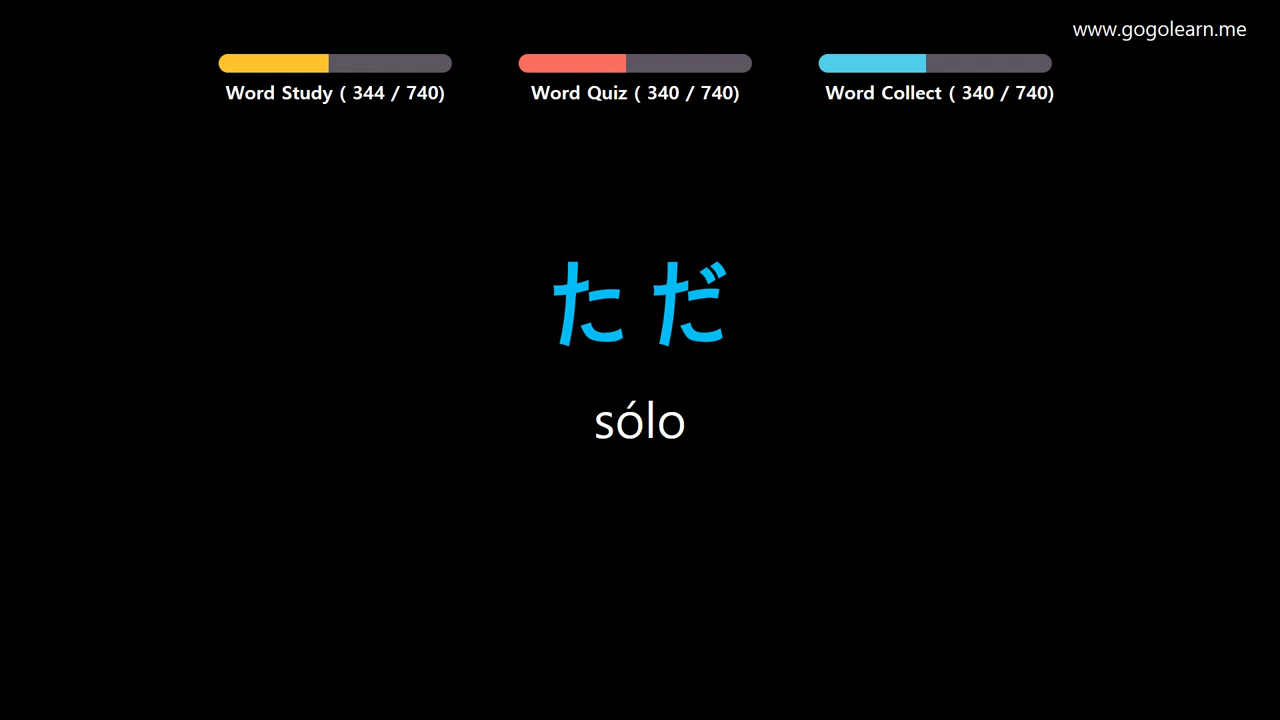 www.gogolearn.me
Word Study ( 344 / 740)
Word Quiz ( 340 / 740)
Word Collect ( 340 / 740)
ただ
sólo